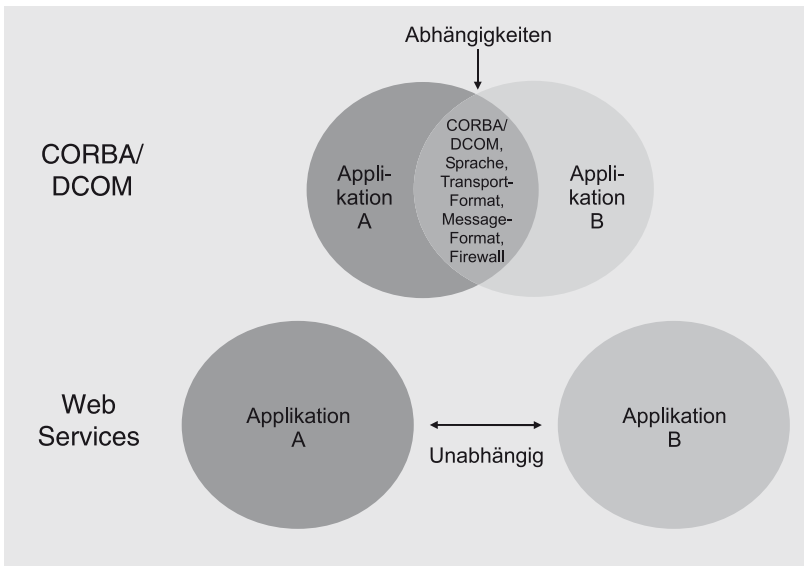 Abhängigkeiten
CORBA/
DCOM
Appli-
kation
A
CORBA/
DCOM,
Sprache,
Transport-
Format,
Message-
Format,
Firewall
Appli-
kation
B
Web
Services
Applikation
A
Unabhängig
Applikation
B